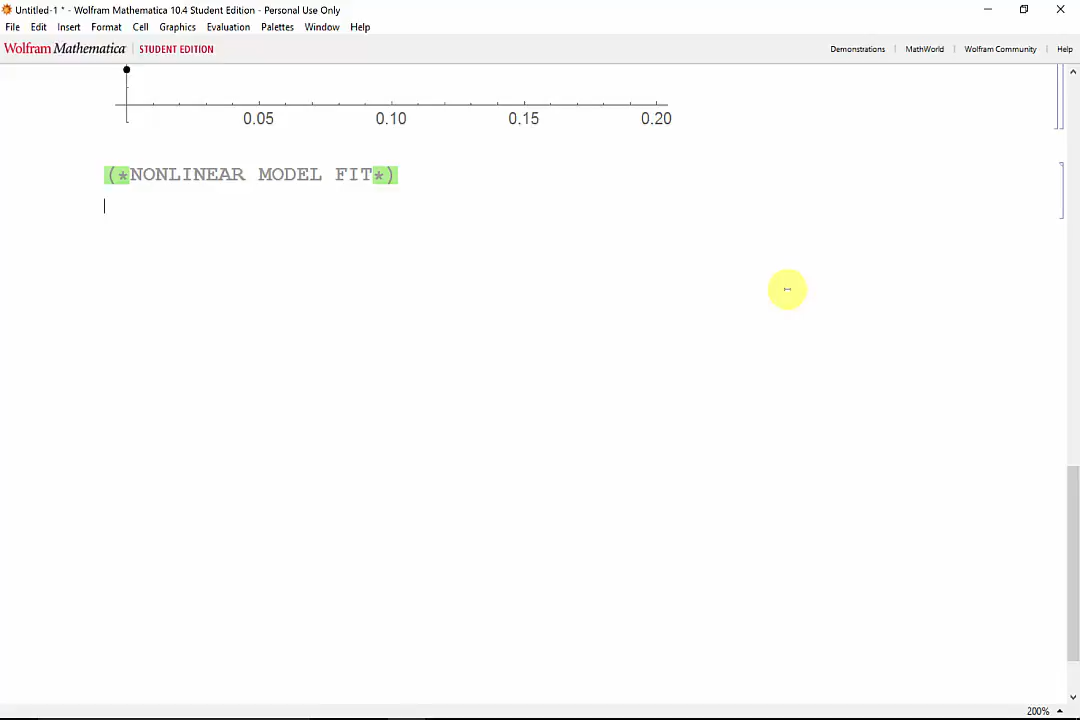 Untitled-1 * - Wolfram Mathematica 10.4 Student Edition - Personal Use Only
File Edit Insert Format Cell Graphics Evaluation Palettes Window Help
Wolfram Mathematica STUDENT EDITION Demonstrations MathWorld Wolfram Community Help
0.05 0.10 0.15 0.20
(*NONLINEAR MODEL FIT*)
200%